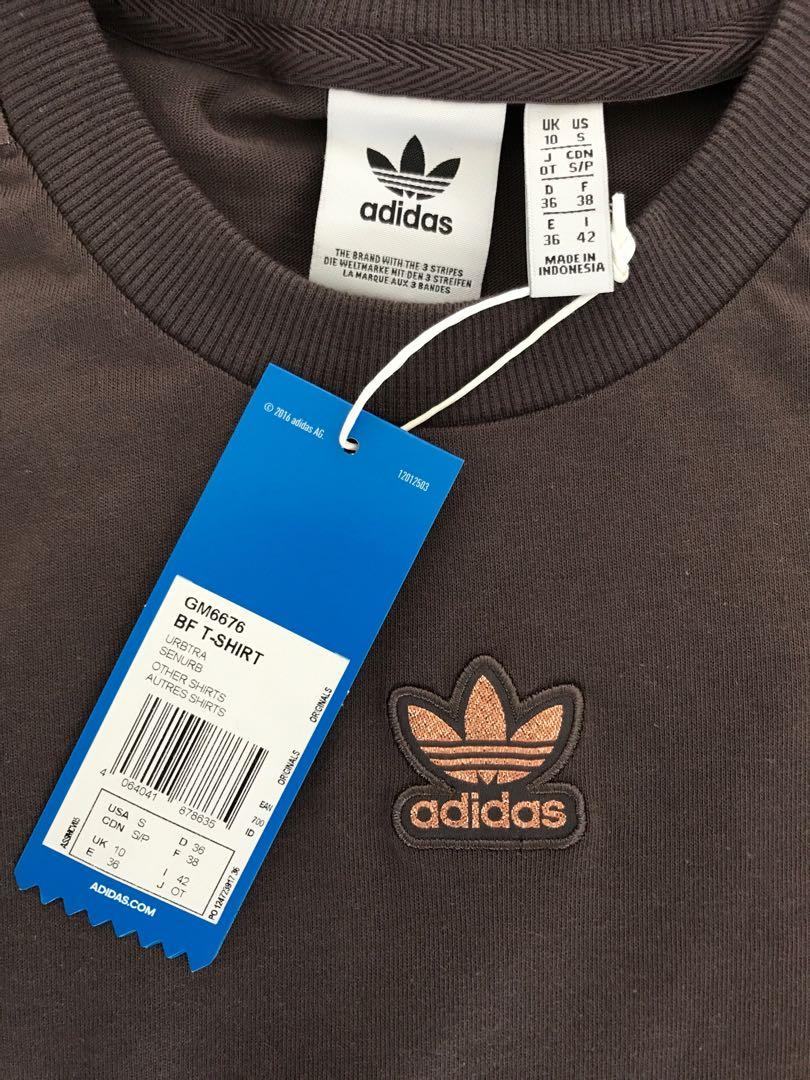 adidas
THE BRAND WITH THE 3 STRIPES
DIE WELTMARKE MIT DEN 3 STREIFEN
LA MARQUE AUX 3 BANDES
UK US
10 S
J CDN
OT S/P
D F
36 38
E I
36 42
MADE IN
INDONESIA
© 2016 adidas AG.
12012503
GM6676
BF T-SHIRT
URBTRA
SENURB
OTHER SHIRTS
AUTRES SHIRTS
ORIGINALS
ORIGINALS
4 064041 878635
EAN
700
ID
USA S D 36
CDN S/P F 38
UK 10 I 42
E 36 J OT
ADIDAS.COM
adidas